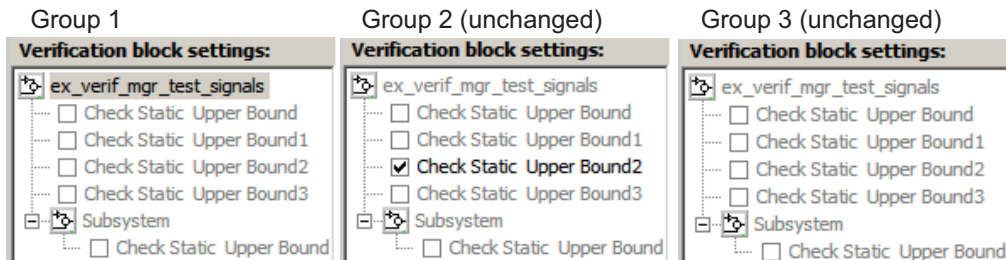 Group 1
Verification block settings:
ex_verif_mgr_test_signals
Check Static Upper Bound
Check Static Upper Bound1
Check Static Upper Bound2
Check Static Upper Bound3
Subsystem
Check Static Upper Bound
Group 2 (unchanged)
Verification block settings:
ex_verif_mgr_test_signals
Check Static Upper Bound
Check Static Upper Bound1
Check Static Upper Bound2
Check Static Upper Bound3
Subsystem
Check Static Upper Bound
Group 3 (unchanged)
Verification block settings:
ex_verif_mgr_test_signals
Check Static Upper Bound
Check Static Upper Bound1
Check Static Upper Bound2
Check Static Upper Bound3
Subsystem
Check Static Upper Bound